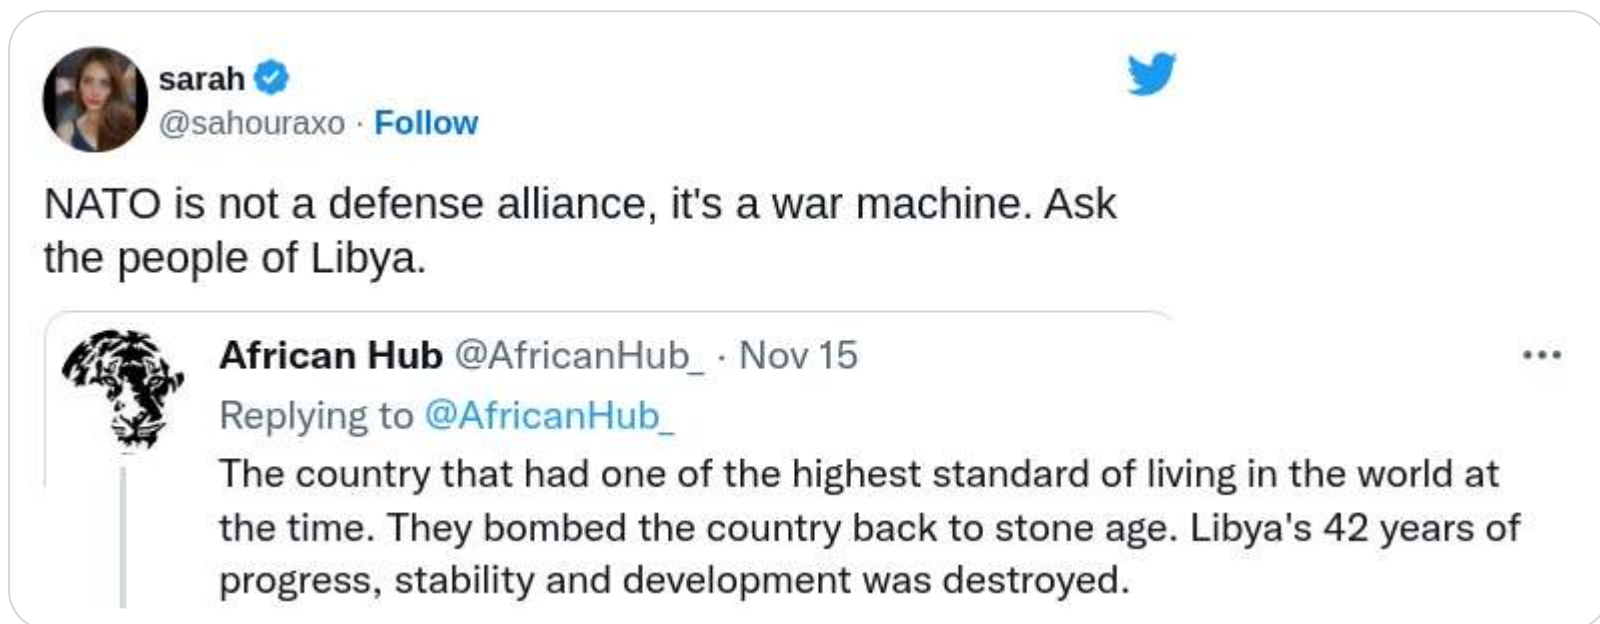 sarah
@sahouraxo · Follow
NATO is not a defense alliance, it's a war machine. Ask
the people of Libya.
African Hub @AfricanHub_ · Nov 15
Replying to @AfricanHub_
The country that had one of the highest standard of living in the world at
the time. They bombed the country back to stone age. Libya's 42 years of
progress, stability and development was destroyed.